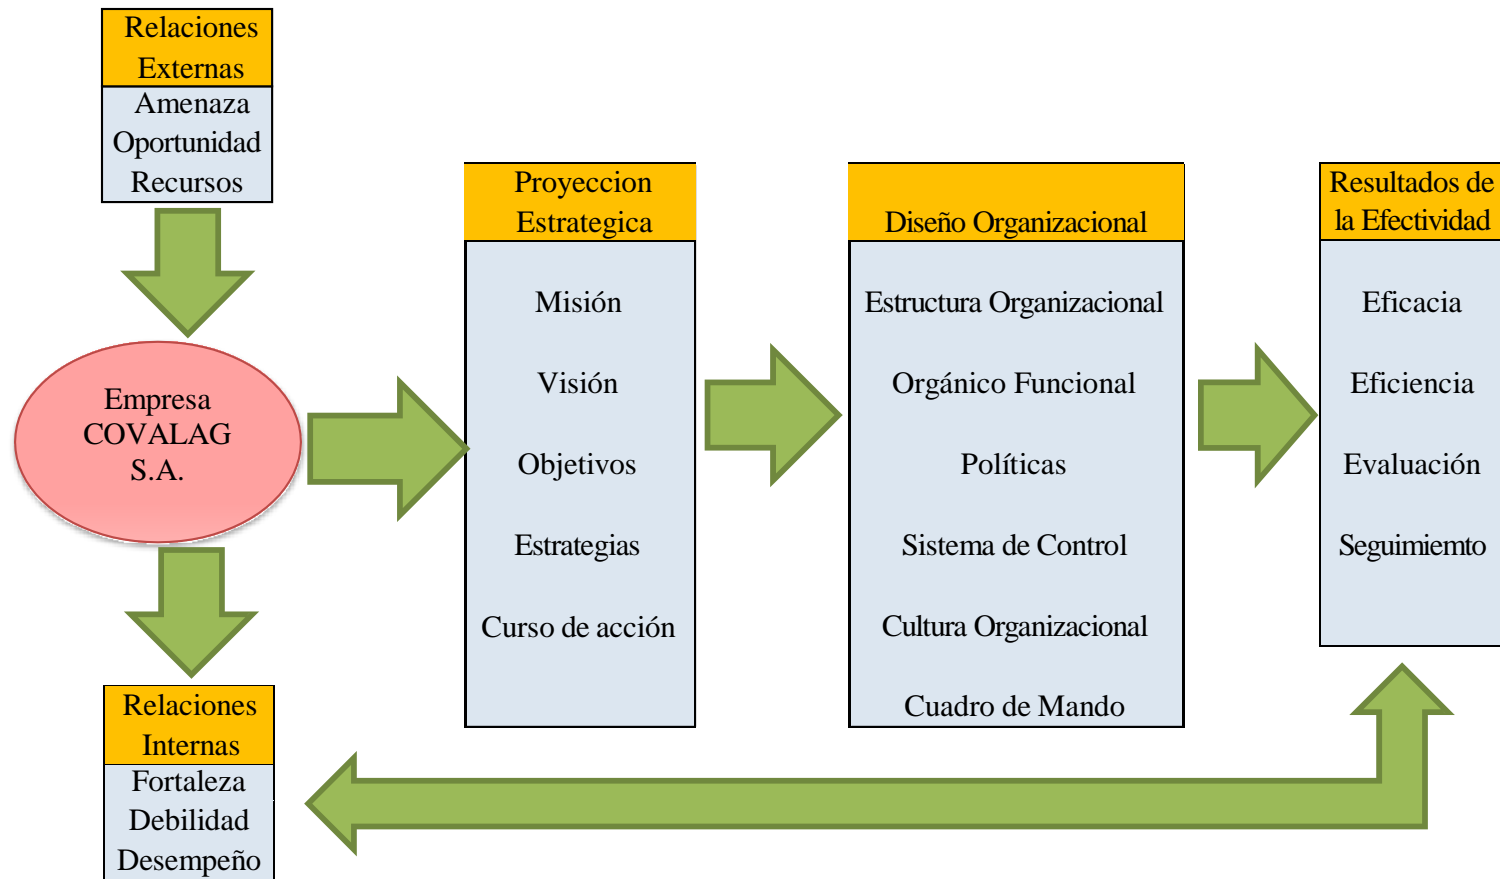 Relaciones
Externas
Amenaza
Oportunidad
Recursos
Empresa
COVALAG
S.A.
Relaciones
Internas
Fortaleza
Debilidad
Desempeño
Proyeccion
Estrategica
Misión
Visión
Objetivos
Estrategias
Curso de acción
Diseño Organizacional
Estructura Organizacional
Orgánico Funcional
Políticas
Sistema de Control
Cultura Organizacional
Cuadro de Mando
Resultados de
la Efectividad
Eficacia
Eficiencia
Evaluación
Seguimiemto